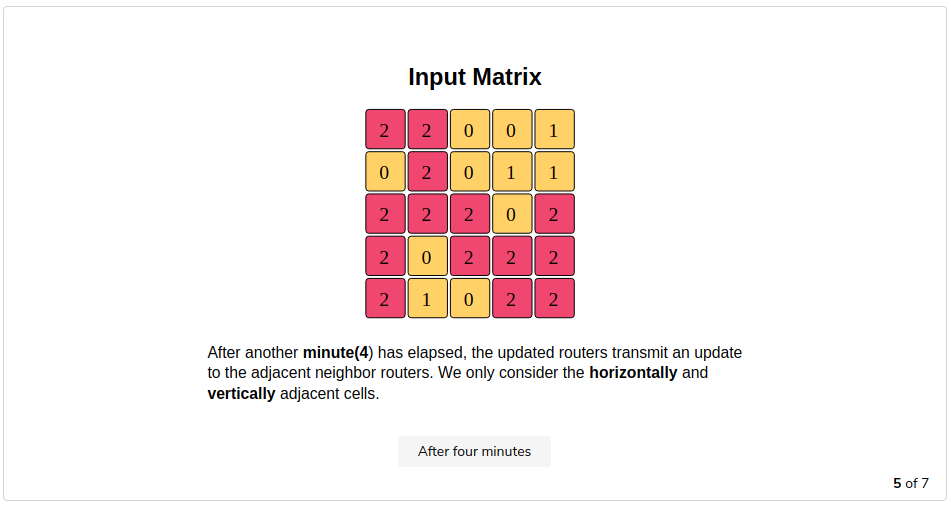 Input Matrix
2 2 0 0 1
0 2 0 1 1
2 2 2 0 2
2 0 2 2 2
2 1 0 2 2
After another minute(4) has elapsed, the updated routers transmit an update
to the adjacent neighbor routers. We only consider the horizontally and
vertically adjacent cells.
After four minutes
5 of 7